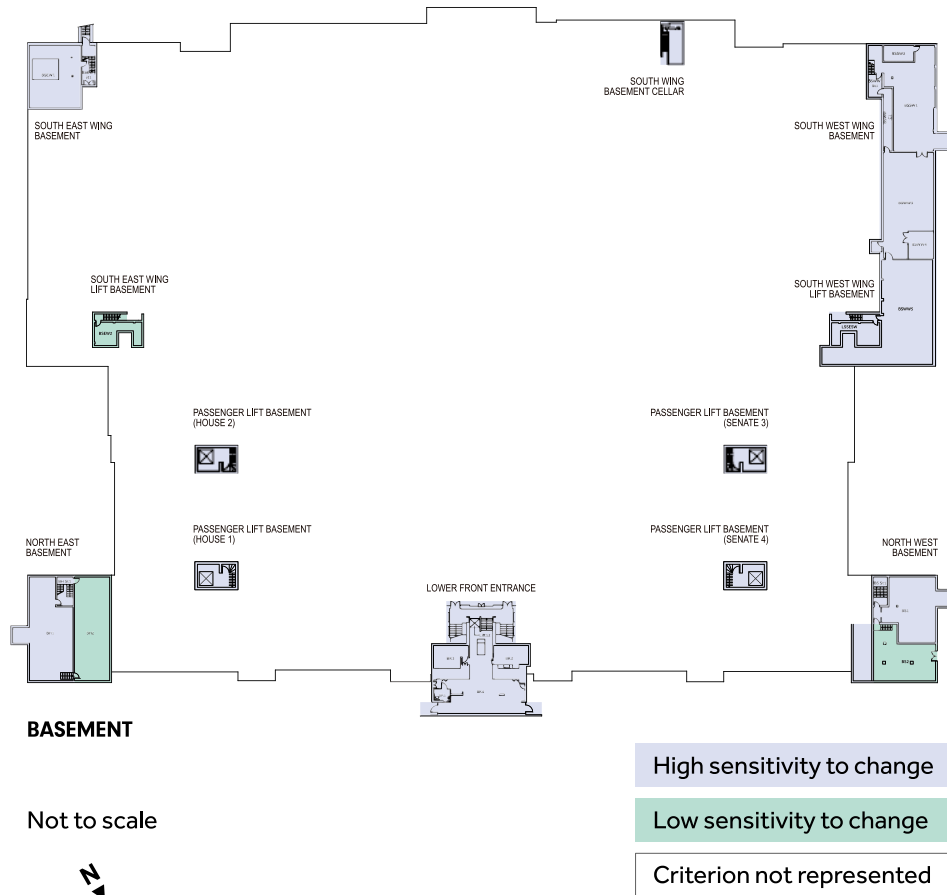 SOUTH EAST WING
BASEMENT
SOUTH WING
BASEMENT CELLAR
SOUTH WEST WING
BASEMENT
SOUTH EAST WING
LIFT BASEMENT
SOUTH WEST WING
LIFT BASEMENT
PASSENGER LIFT BASEMENT
(HOUSE 2)
PASSENGER LIFT BASEMENT
(SENATE 3)
PASSENGER LIFT BASEMENT
(HOUSE 1)
PASSENGER LIFT BASEMENT
(SENATE 4)
NORTH EAST
BASEMENT
NORTH WEST
BASEMENT
LOWER FRONT ENTRANCE
BASEMENT
High sensitivity to change
Not to scale
Low sensitivity to change
N
Criterion not represented